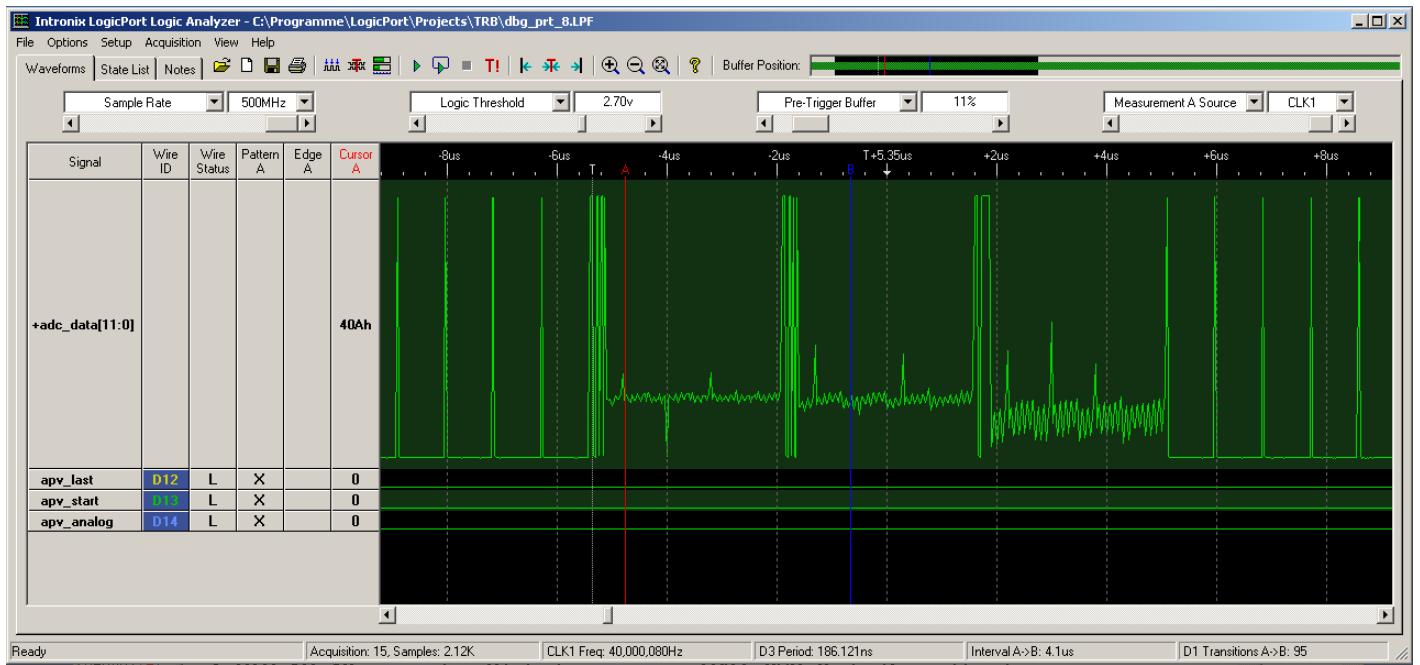 Intronix LogicPort Logic Analyzer - C:\Programme\LogicPort\Projects\TRB\dbg_prt_8.LPF
File Options Setup Acquisition View Help
Waveforms State List Notes T! Buffer Position:
Sample Rate 500MHz Logic Threshold 2.70v Pre-Trigger Buffer 11% Measurement A Source CLK1
Signal Wire ID Wire Status Pattern A Edge A Cursor A
-8us -6us -4us -2us T+5.35us +2us +4us +6us +8us
T A B
+adc_data[11:0] 40Ah
apv_last D12 L X 0
apv_start D13 L X 0
apv_analog D14 L X 0
Ready Acquisition: 15, Samples: 2.12K CLK1 Freq: 40,000,080Hz D3 Period: 186.121ns Interval A->B: 4.1us D1 Transitions A->B: 95